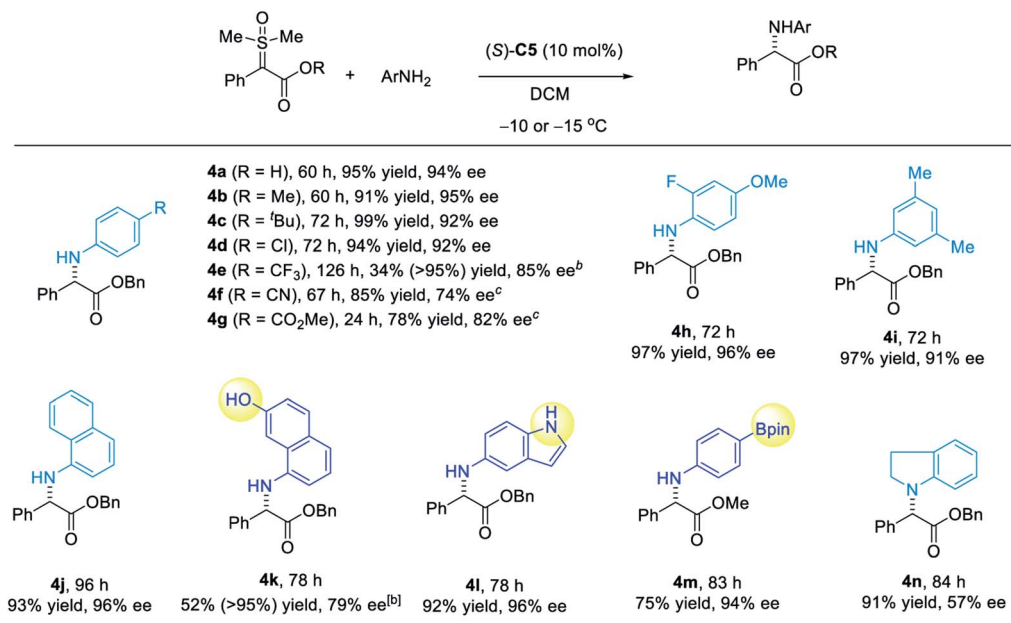 O
Me
S
Me
Ph
OR
O
+
ArNH₂
(S)-C5 (10 mol%)
DCM
–10 or –15 °C
NHAr
Ph
OR
O
R
HN
Ph
OBn
O
4a (R = H), 60 h, 95% yield, 94% ee
4b (R = Me), 60 h, 91% yield, 95% ee
4c (R = ᵗBu), 72 h, 99% yield, 92% ee
4d (R = Cl), 72 h, 94% yield, 92% ee
4e (R = CF₃), 126 h, 34% (>95%) yield, 85% eeᵇ
4f (R = CN), 67 h, 85% yield, 74% eeᶜ
4g (R = CO₂Me), 24 h, 78% yield, 82% eeᶜ
F
OMe
HN
Ph
OBn
O
4h, 72 h
97% yield, 96% ee
Me
Me
HN
Ph
OBn
O
4i, 72 h
97% yield, 91% ee
HN
Ph
OBn
O
4j, 96 h
93% yield, 96% ee
HO
HN
Ph
OBn
O
4k, 78 h
52% (>95%) yield, 79% ee[b]
H
N
HN
Ph
OBn
O
4l, 78 h
92% yield, 96% ee
Bpin
HN
Ph
OMe
O
4m, 83 h
75% yield, 94% ee
N
Ph
OBn
O
4n, 84 h
91% yield, 57% ee